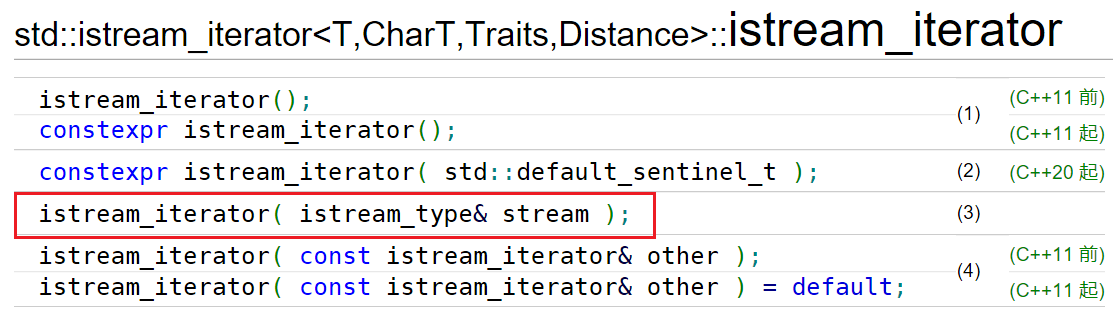 std::istream_iterator<T,CharT,Traits,Distance>::istream_iterator
istream_iterator(); (C++11 前)
(1)
constexpr istream_iterator(); (C++11 起)
constexpr istream_iterator( std::default_sentinel_t ); (2) (C++20 起)
istream_iterator( istream_type& stream ); (3)
istream_iterator( const istream_iterator& other ); (C++11 前)
(4)
istream_iterator( const istream_iterator& other ) = default; (C++11 起)